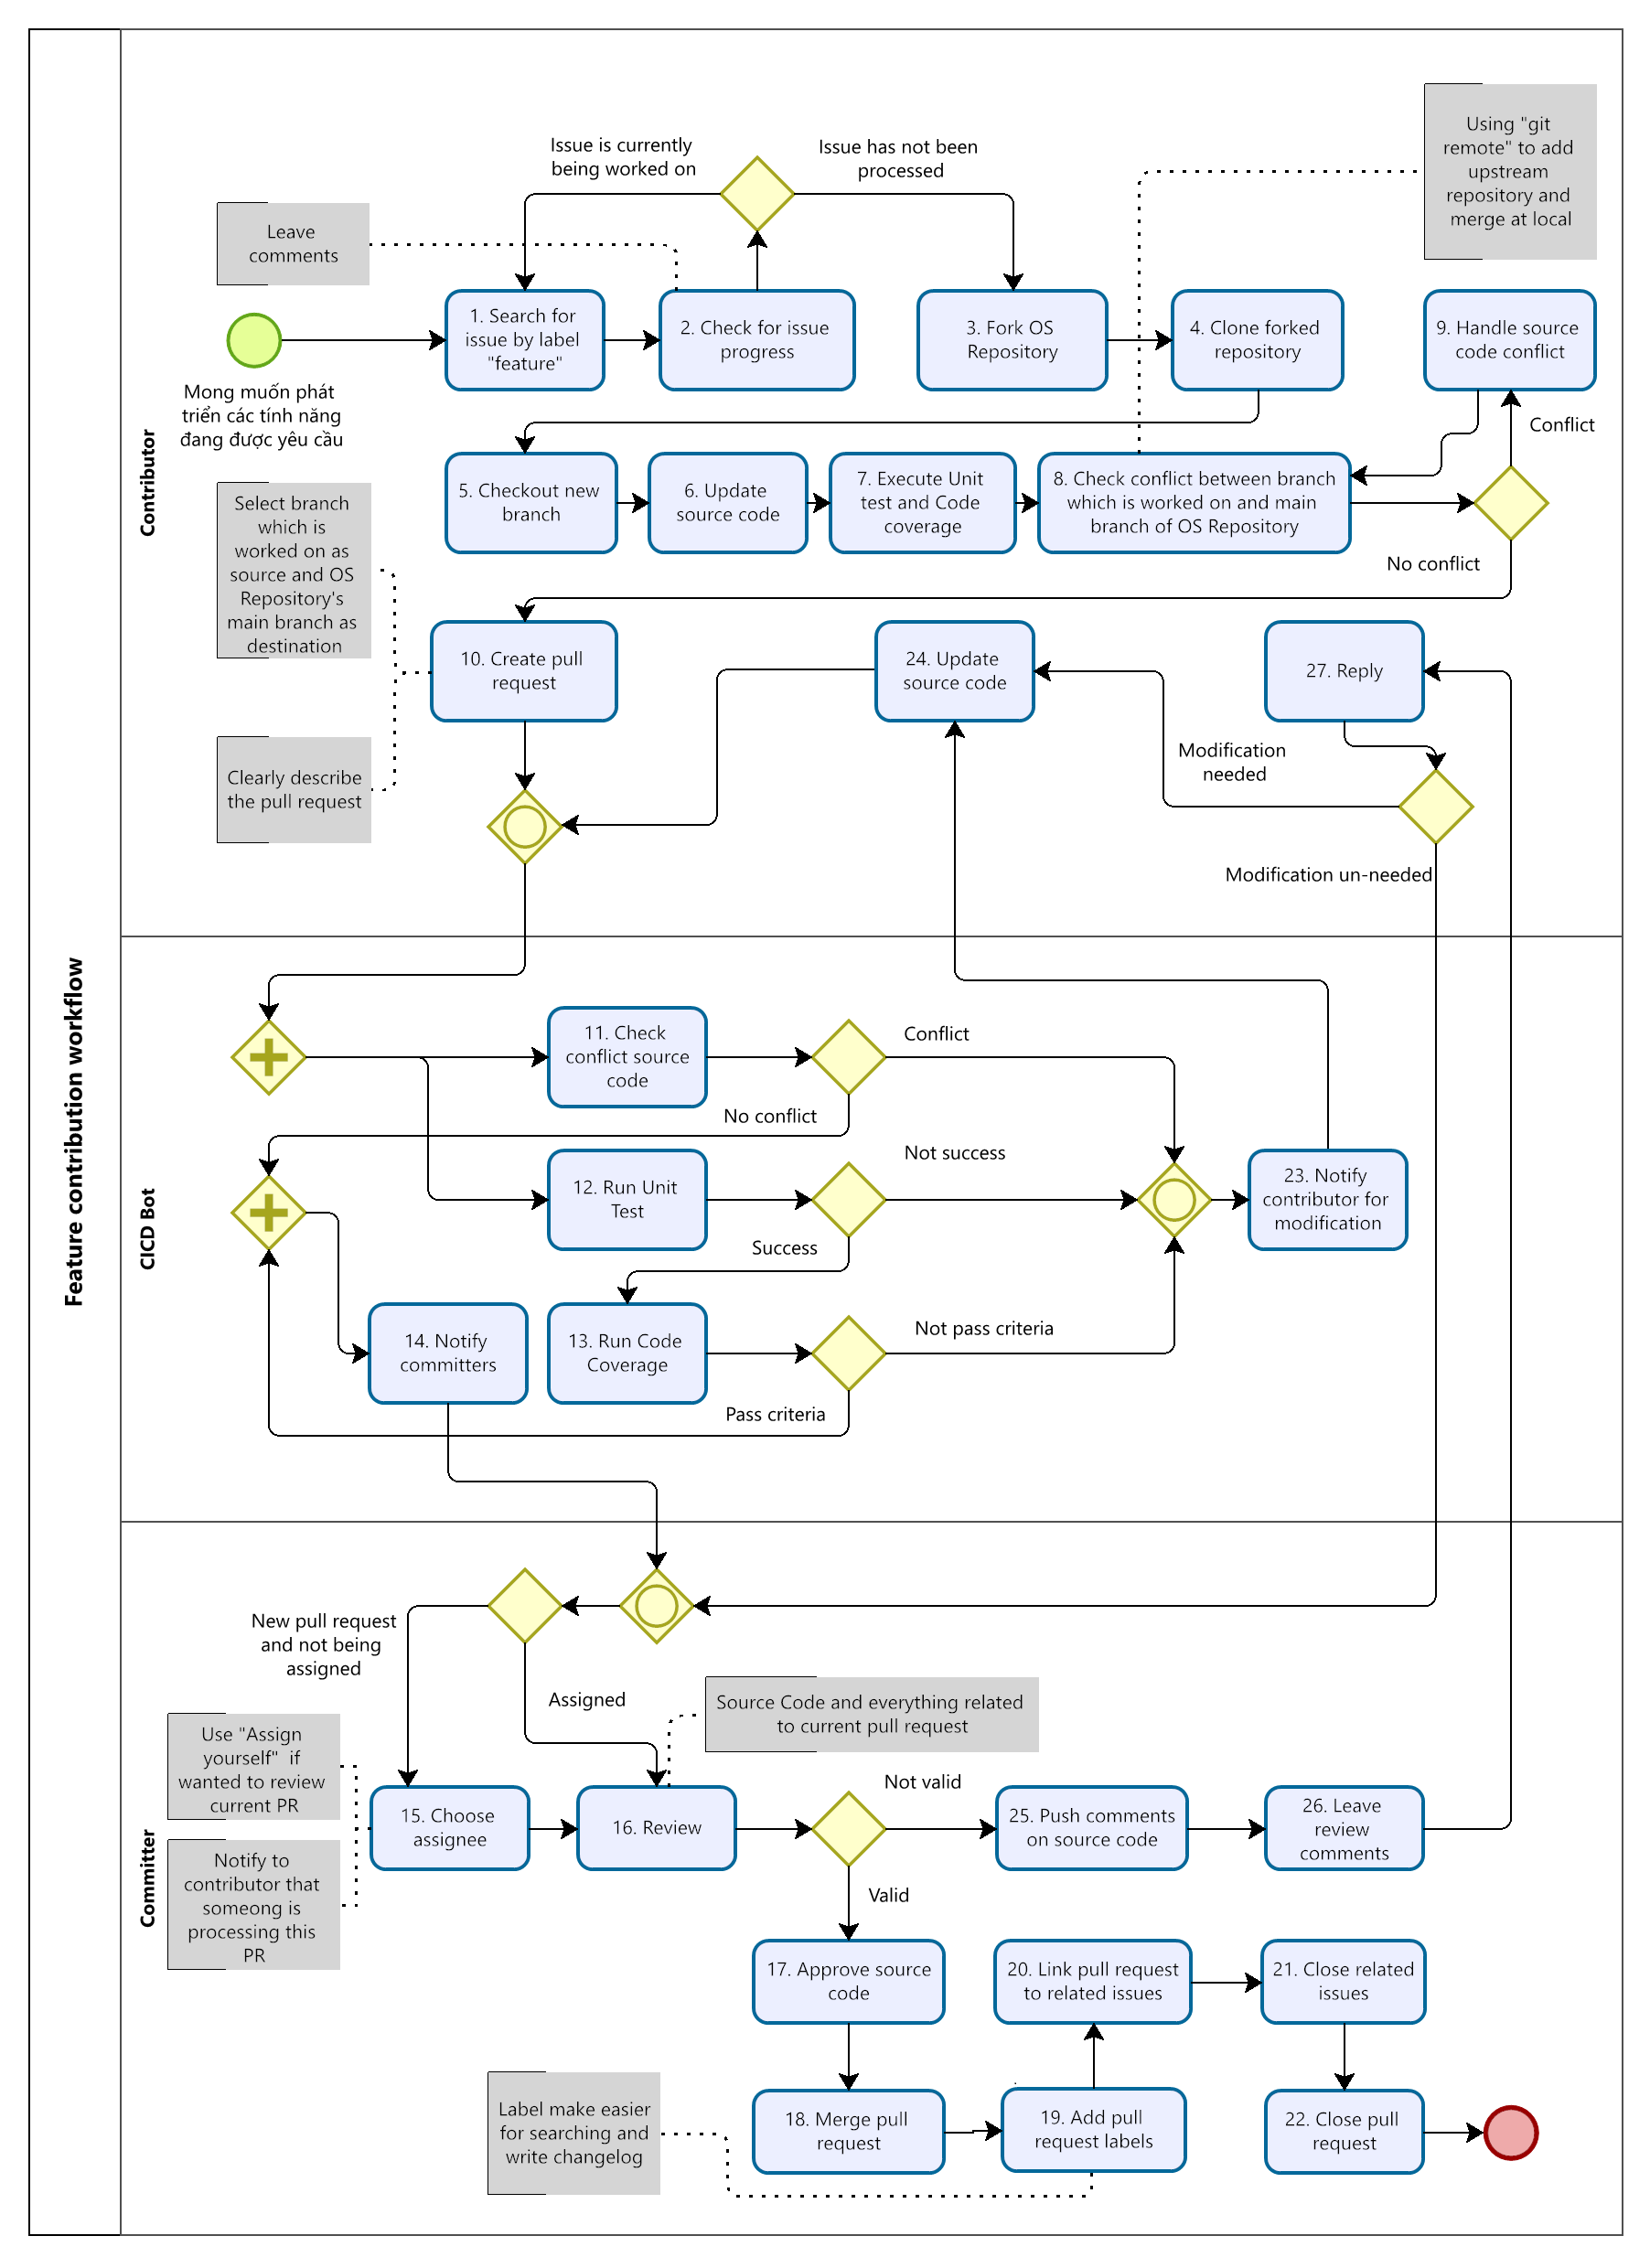 Feature contribution workflow
Contributor
Issue is currently
being worked on
Issue has not been
processed
Using "git
remote" to add
upstream
repository and
merge at local
Leave
comments
Mong muốn phát
triển các tính năng
đang được yêu cầu
1. Search for
issue by label
"feature"
2. Check for issue
progress
3. Fork OS
Repository
4. Clone forked
repository
9. Handle source
code conflict
Conflict
5. Checkout new
branch
6. Update
source code
7. Execute Unit
test and Code
coverage
8. Check conflict between branch
which is worked on and main
branch of OS Repository
No conflict
Select branch
which is
worked on as
source and OS
Repository's
main branch as
destination
10. Create pull
request
24. Update
source code
27. Reply
Clearly describe
the pull request
Modification
needed
Modification un-needed
CICD Bot
11. Check
conflict source
code
Conflict
No conflict
12. Run Unit
Test
Not success
Success
23. Notify
contributor for
modification
14. Notify
committers
13. Run Code
Coverage
Not pass criteria
Pass criteria
Committer
New pull request
and not being
assigned
Assigned
Source Code and everything related
to current pull request
Use "Assign
yourself"  if
wanted to review
current PR
Notify to
contributor that
someong is
processing this
PR
15. Choose
assignee
16. Review
Not valid
Valid
25. Push comments
on source code
26. Leave
review
comments
17. Approve source
code
20. Link pull request
to related issues
21. Close related
issues
Label make easier
for searching and
write changelog
18. Merge pull
request
19. Add pull
request labels
22. Close pull
request